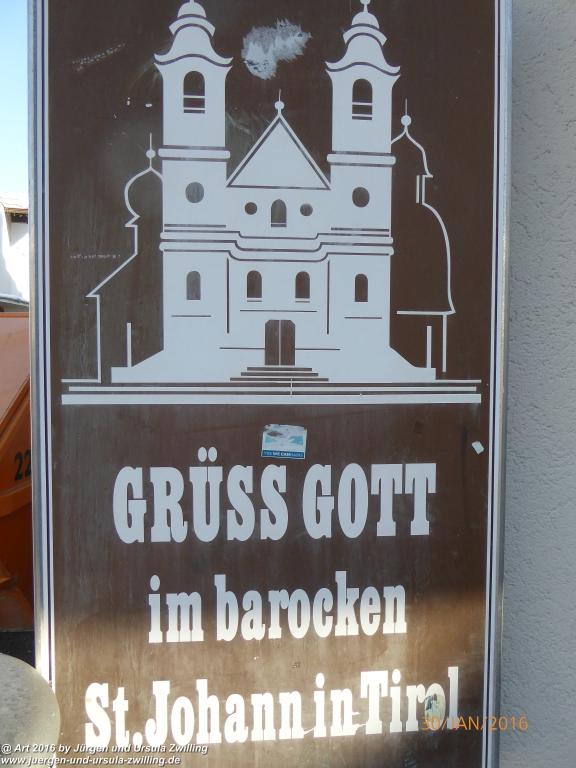 22
GRÜSS GOTT
im barocken
St. Johann in Tirol
30/JAN/2016
@ Art 2016 by Jürgen und Ursula Zwilling
www.juergen-und-ursula-zwilling.de